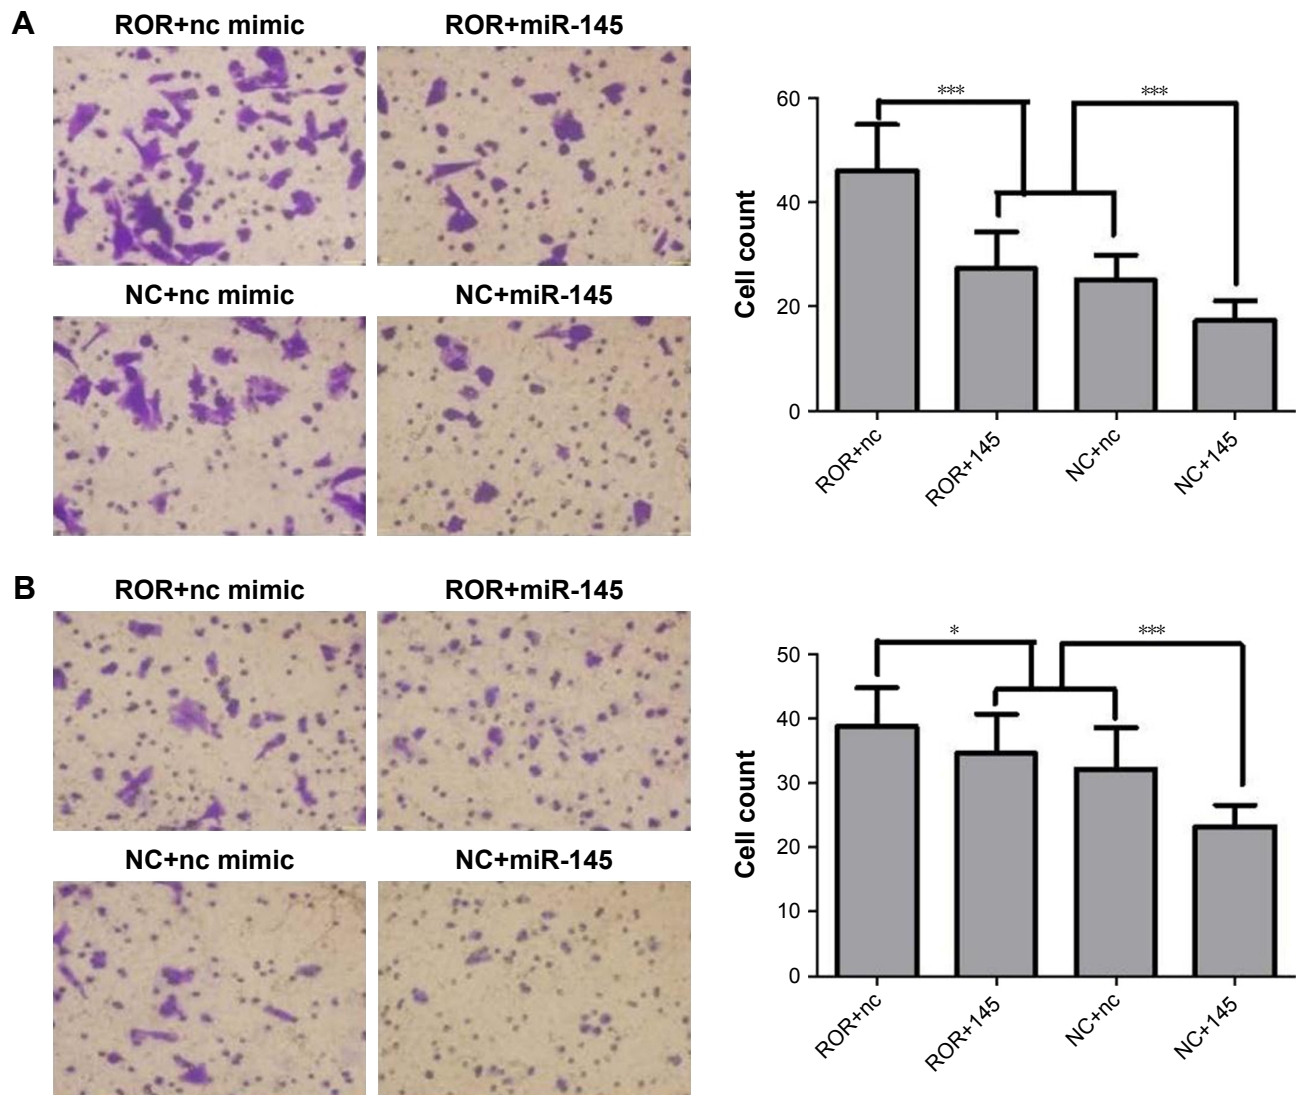 A
ROR+nc mimic
ROR+miR-145
NC+nc mimic
NC+miR-145
Cell count
60
40
20
0
***
***
ROR+nc
ROR+145
NC+nc
NC+145
B
ROR+nc mimic
ROR+miR-145
NC+nc mimic
NC+miR-145
Cell count
50
40
30
20
10
0
*
***
ROR+nc
ROR+145
NC+nc
NC+145